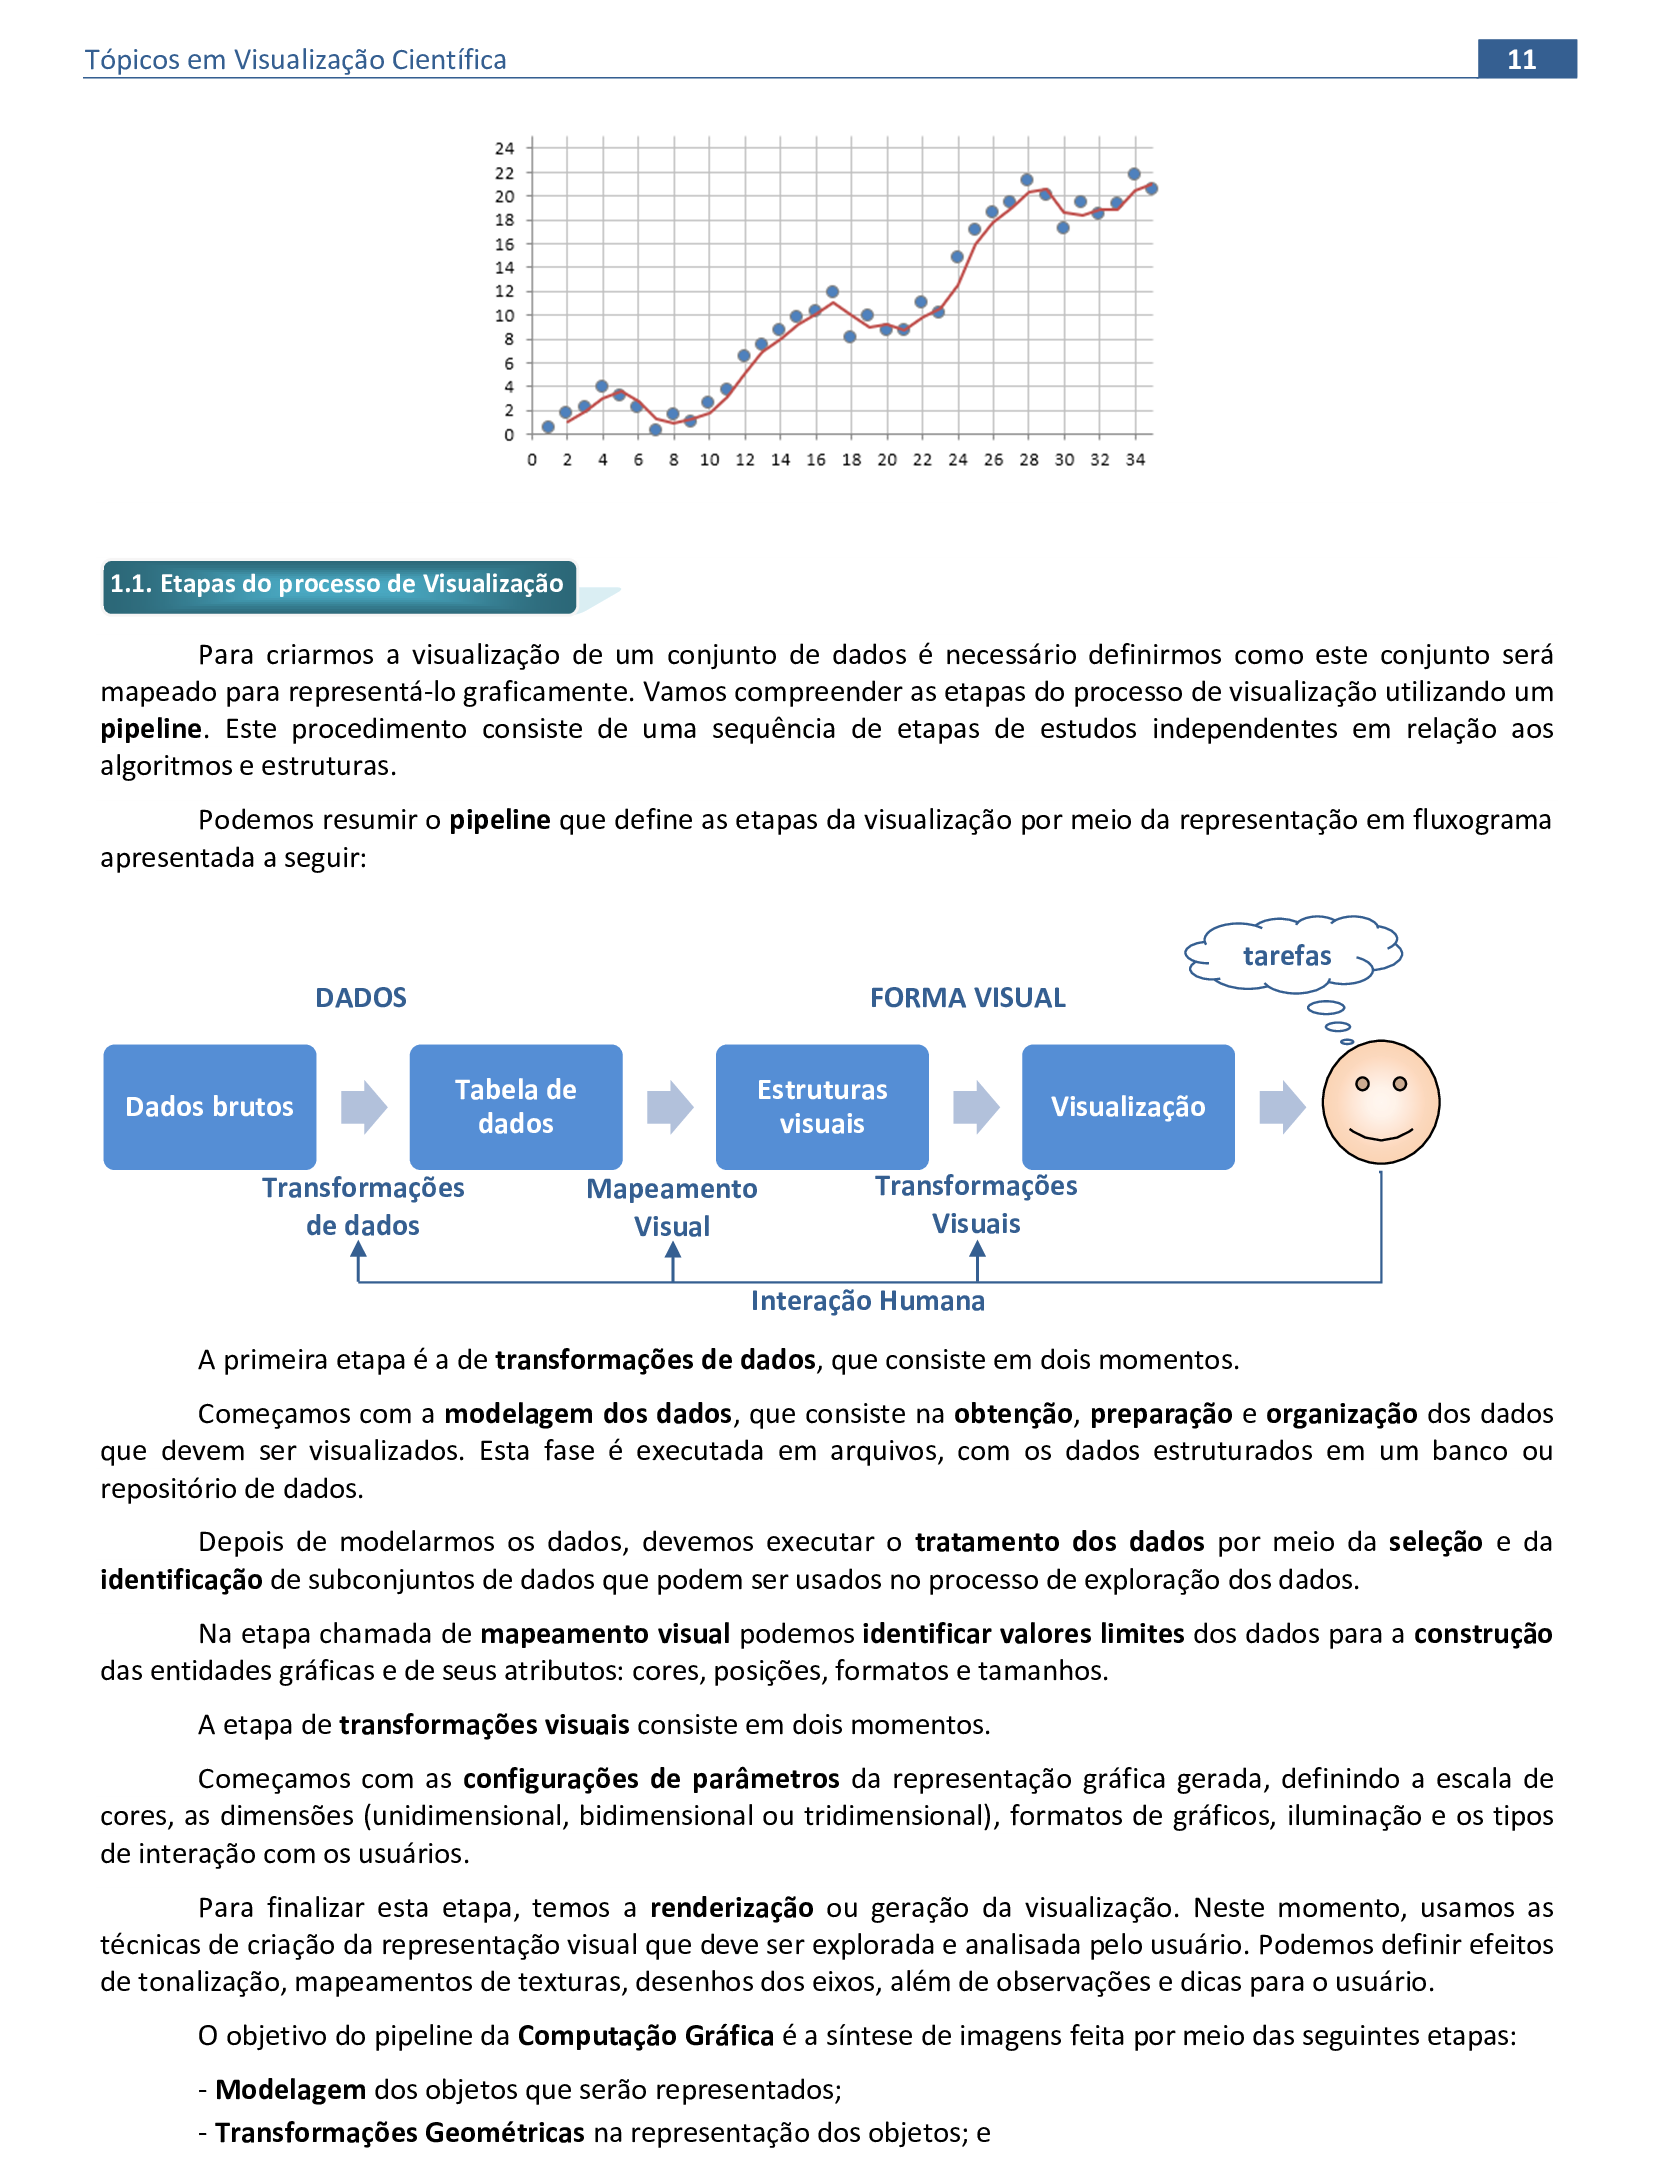 Tópicos em Visualização Científica 11
24
22
20
18
16
14
12
10
8
6
4
2
0
0 2 4 6 8 10 12 14 16 18 20 22 24 26 28 30 32 34
1.1. Etapas do processo de Visualização
Para criarmos a visualização de um conjunto de dados é necessário definirmos como este conjunto será
mapeado para representá-lo graficamente. Vamos compreender as etapas do processo de visualização utilizando um
pipeline. Este procedimento consiste de uma sequência de etapas de estudos independentes em relação aos
algoritmos e estruturas.
Podemos resumir o pipeline que define as etapas da visualização por meio da representação em fluxograma
apresentada a seguir:
tarefas
DADOS FORMA VISUAL
Dados brutos
Tabela de
dados
Estruturas
visuais
Visualização
Transformações
de dados
Mapeamento
Visual
Transformações
Visuais
Interação Humana
A primeira etapa é a de transformações de dados, que consiste em dois momentos.
Começamos com a modelagem dos dados, que consiste na obtenção, preparação e organização dos dados
que devem ser visualizados. Esta fase é executada em arquivos, com os dados estruturados em um banco ou
repositório de dados.
Depois de modelarmos os dados, devemos executar o tratamento dos dados por meio da seleção e da
identificação de subconjuntos de dados que podem ser usados no processo de exploração dos dados.
Na etapa chamada de mapeamento visual podemos identificar valores limites dos dados para a construção
das entidades gráficas e de seus atributos: cores, posições, formatos e tamanhos.
A etapa de transformações visuais consiste em dois momentos.
Começamos com as configurações de parâmetros da representação gráfica gerada, definindo a escala de
cores, as dimensões (unidimensional, bidimensional ou tridimensional), formatos de gráficos, iluminação e os tipos
de interação com os usuários.
Para finalizar esta etapa, temos a renderização ou geração da visualização. Neste momento, usamos as
técnicas de criação da representação visual que deve ser explorada e analisada pelo usuário. Podemos definir efeitos
de tonalização, mapeamentos de texturas, desenhos dos eixos, além de observações e dicas para o usuário.
O objetivo do pipeline da Computação Gráfica é a síntese de imagens feita por meio das seguintes etapas:
- Modelagem dos objetos que serão representados;
- Transformações Geométricas na representação dos objetos; e